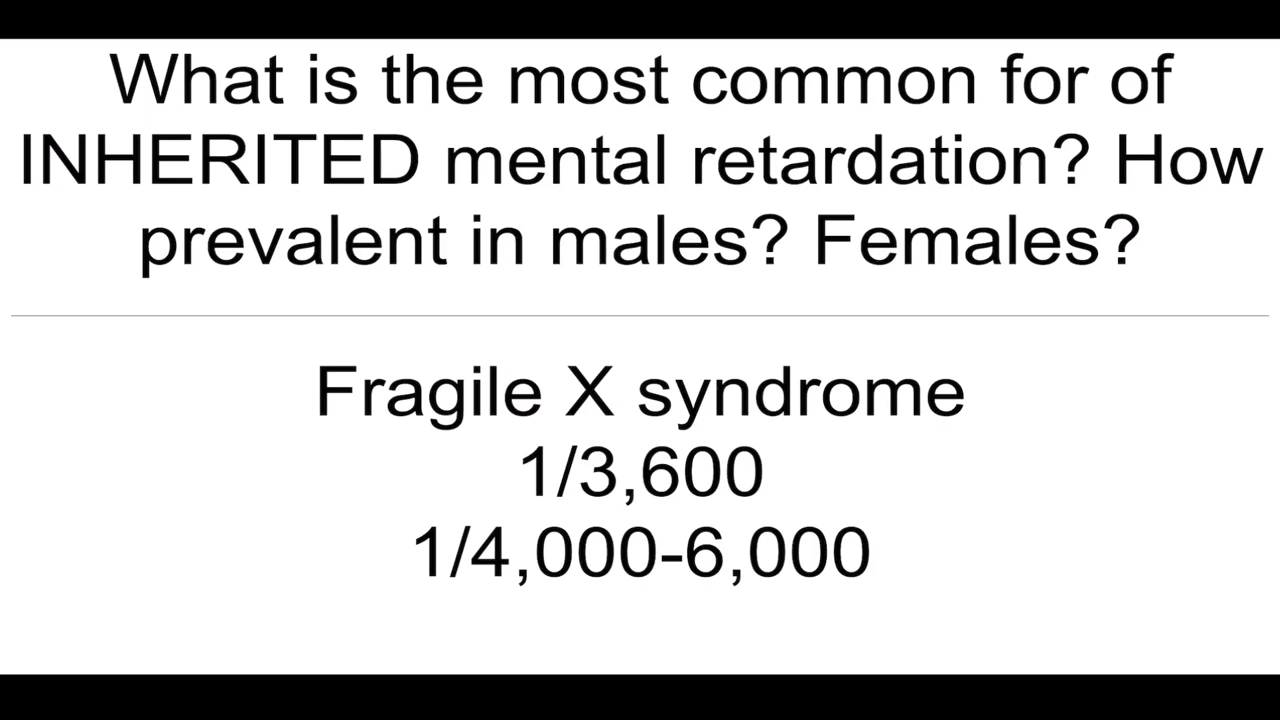 What is the most common for of
INHERITED mental retardation? How
prevalent in males? Females?
Fragile X syndrome
1/3,600
1/4,000-6,000